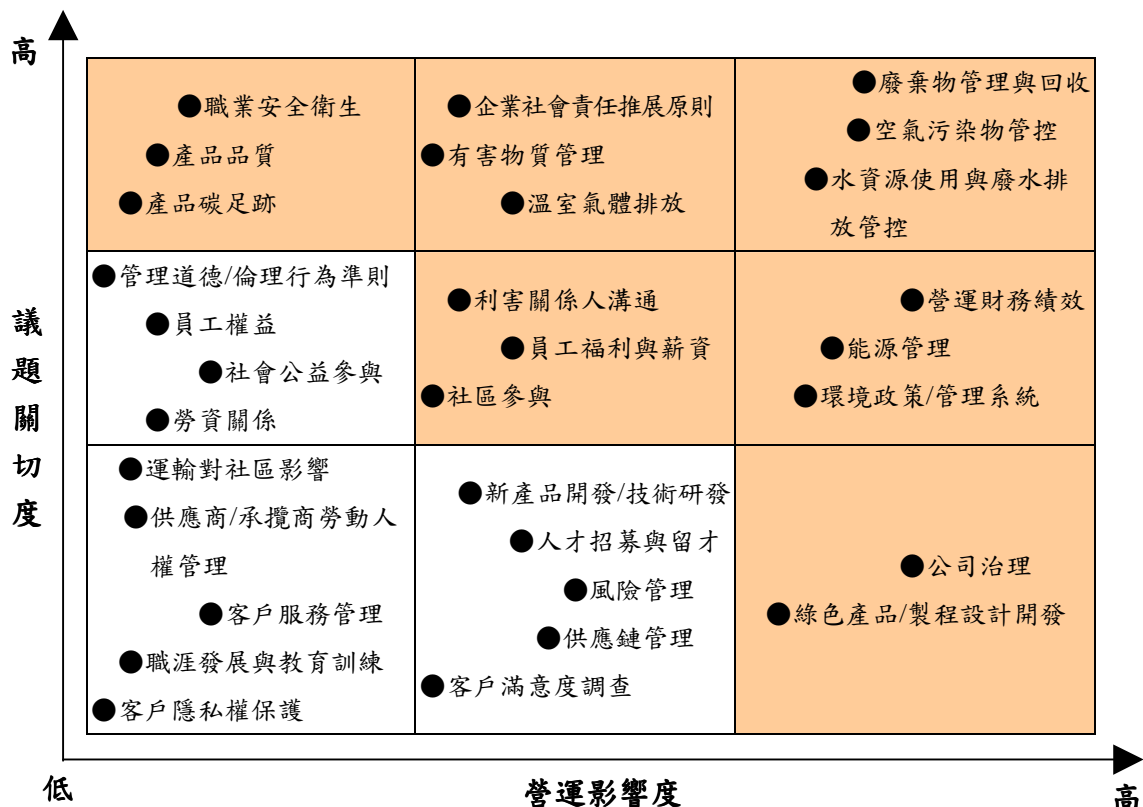 高
●職業安全衛生
●產品品質
●產品碳足跡
●企業社會責任推展原則
●有害物質管理
●溫室氣體排放
●廢棄物管理與回收
●空氣污染物管控
●水資源使用與廢水排
放管控
●管理道德/倫理行為準則
●員工權益
●社會公益參與
●勞資關係
●利害關係人溝通
●員工福利與薪資
●社區參與
●營運財務績效
●能源管理
●環境政策/管理系統
●運輸對社區影響
●供應商/承攬商勞動人
權管理
●客戶服務管理
●職涯發展與教育訓練
●客戶隱私權保護
●新產品開發/技術研發
●人才招募與留才
●風險管理
●供應鏈管理
●客戶滿意度調查
●公司治理
●綠色產品/製程設計開發
議題關切度
低
營運影響度
高